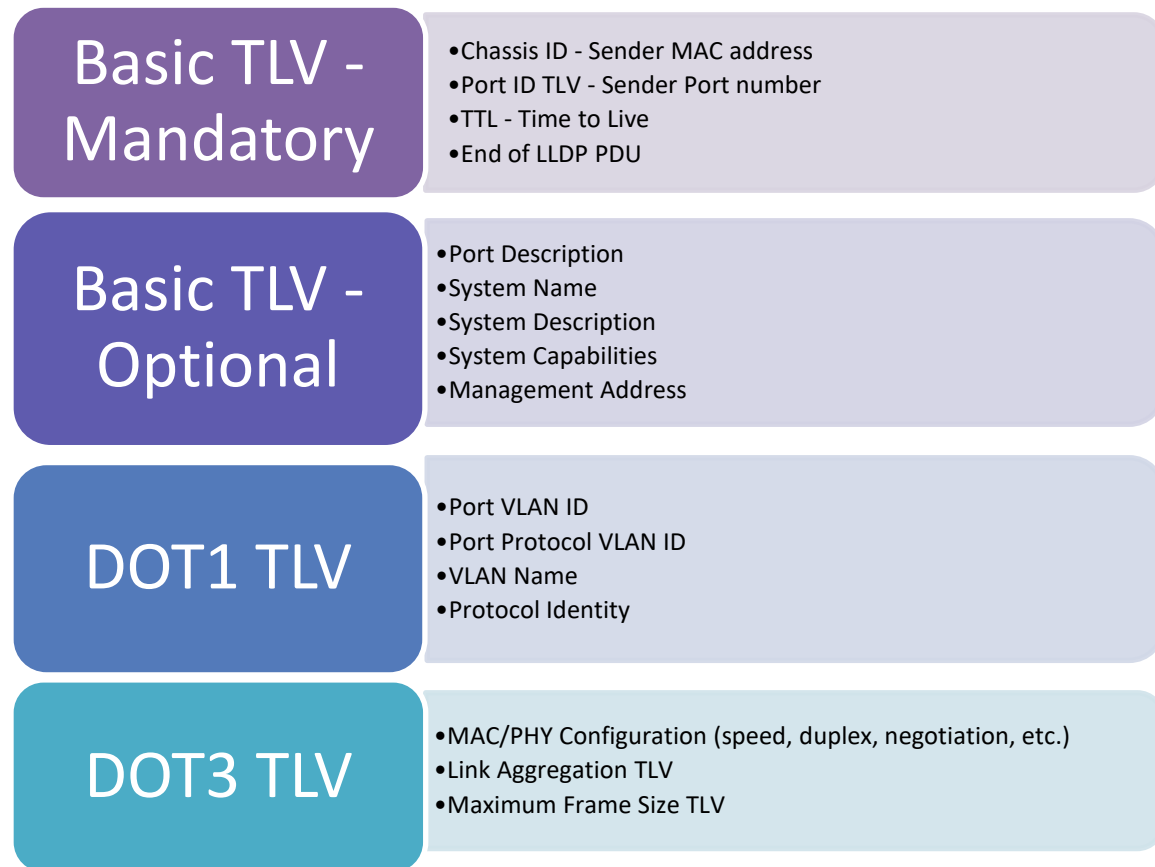 Basic TLV -
Mandatory
•Chassis ID - Sender MAC address
•Port ID TLV - Sender Port number
•TTL - Time to Live
•End of LLDP PDU
Basic TLV -
Optional
•Port Description
•System Name
•System Description
•System Capabilities
•Management Address
DOT1 TLV
•Port VLAN ID
•Port Protocol VLAN ID
•VLAN Name
•Protocol Identity
DOT3 TLV
•MAC/PHY Configuration (speed, duplex, negotiation, etc.)
•Link Aggregation TLV
•Maximum Frame Size TLV